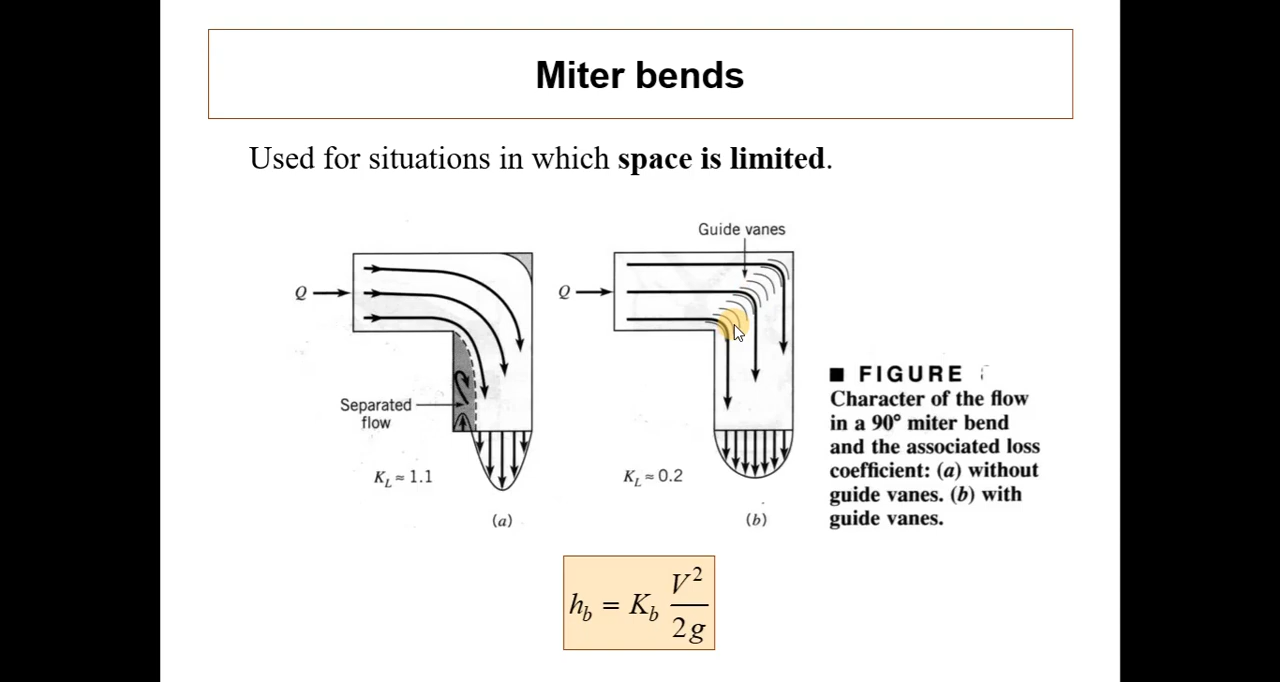 Miter bends
Used for situations in which space is limited.
Guide vanes
Q
Q
Separated
flow
K_L ≈ 1.1
K_L ≈ 0.2
(a)
(b)
■ FIGURE
Character of the flow
in a 90° miter bend
and the associated loss
coefficient: (a) without
guide vanes. (b) with
guide vanes.
h_b = K_b V²/2g